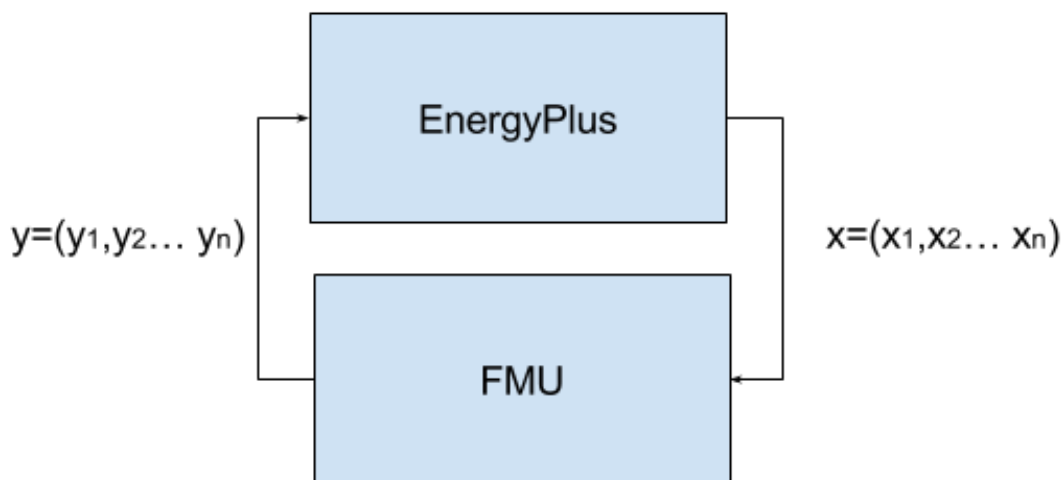 EnergyPlus
y=(y1,y2... yn)
x=(x1,x2... xn)
FMU